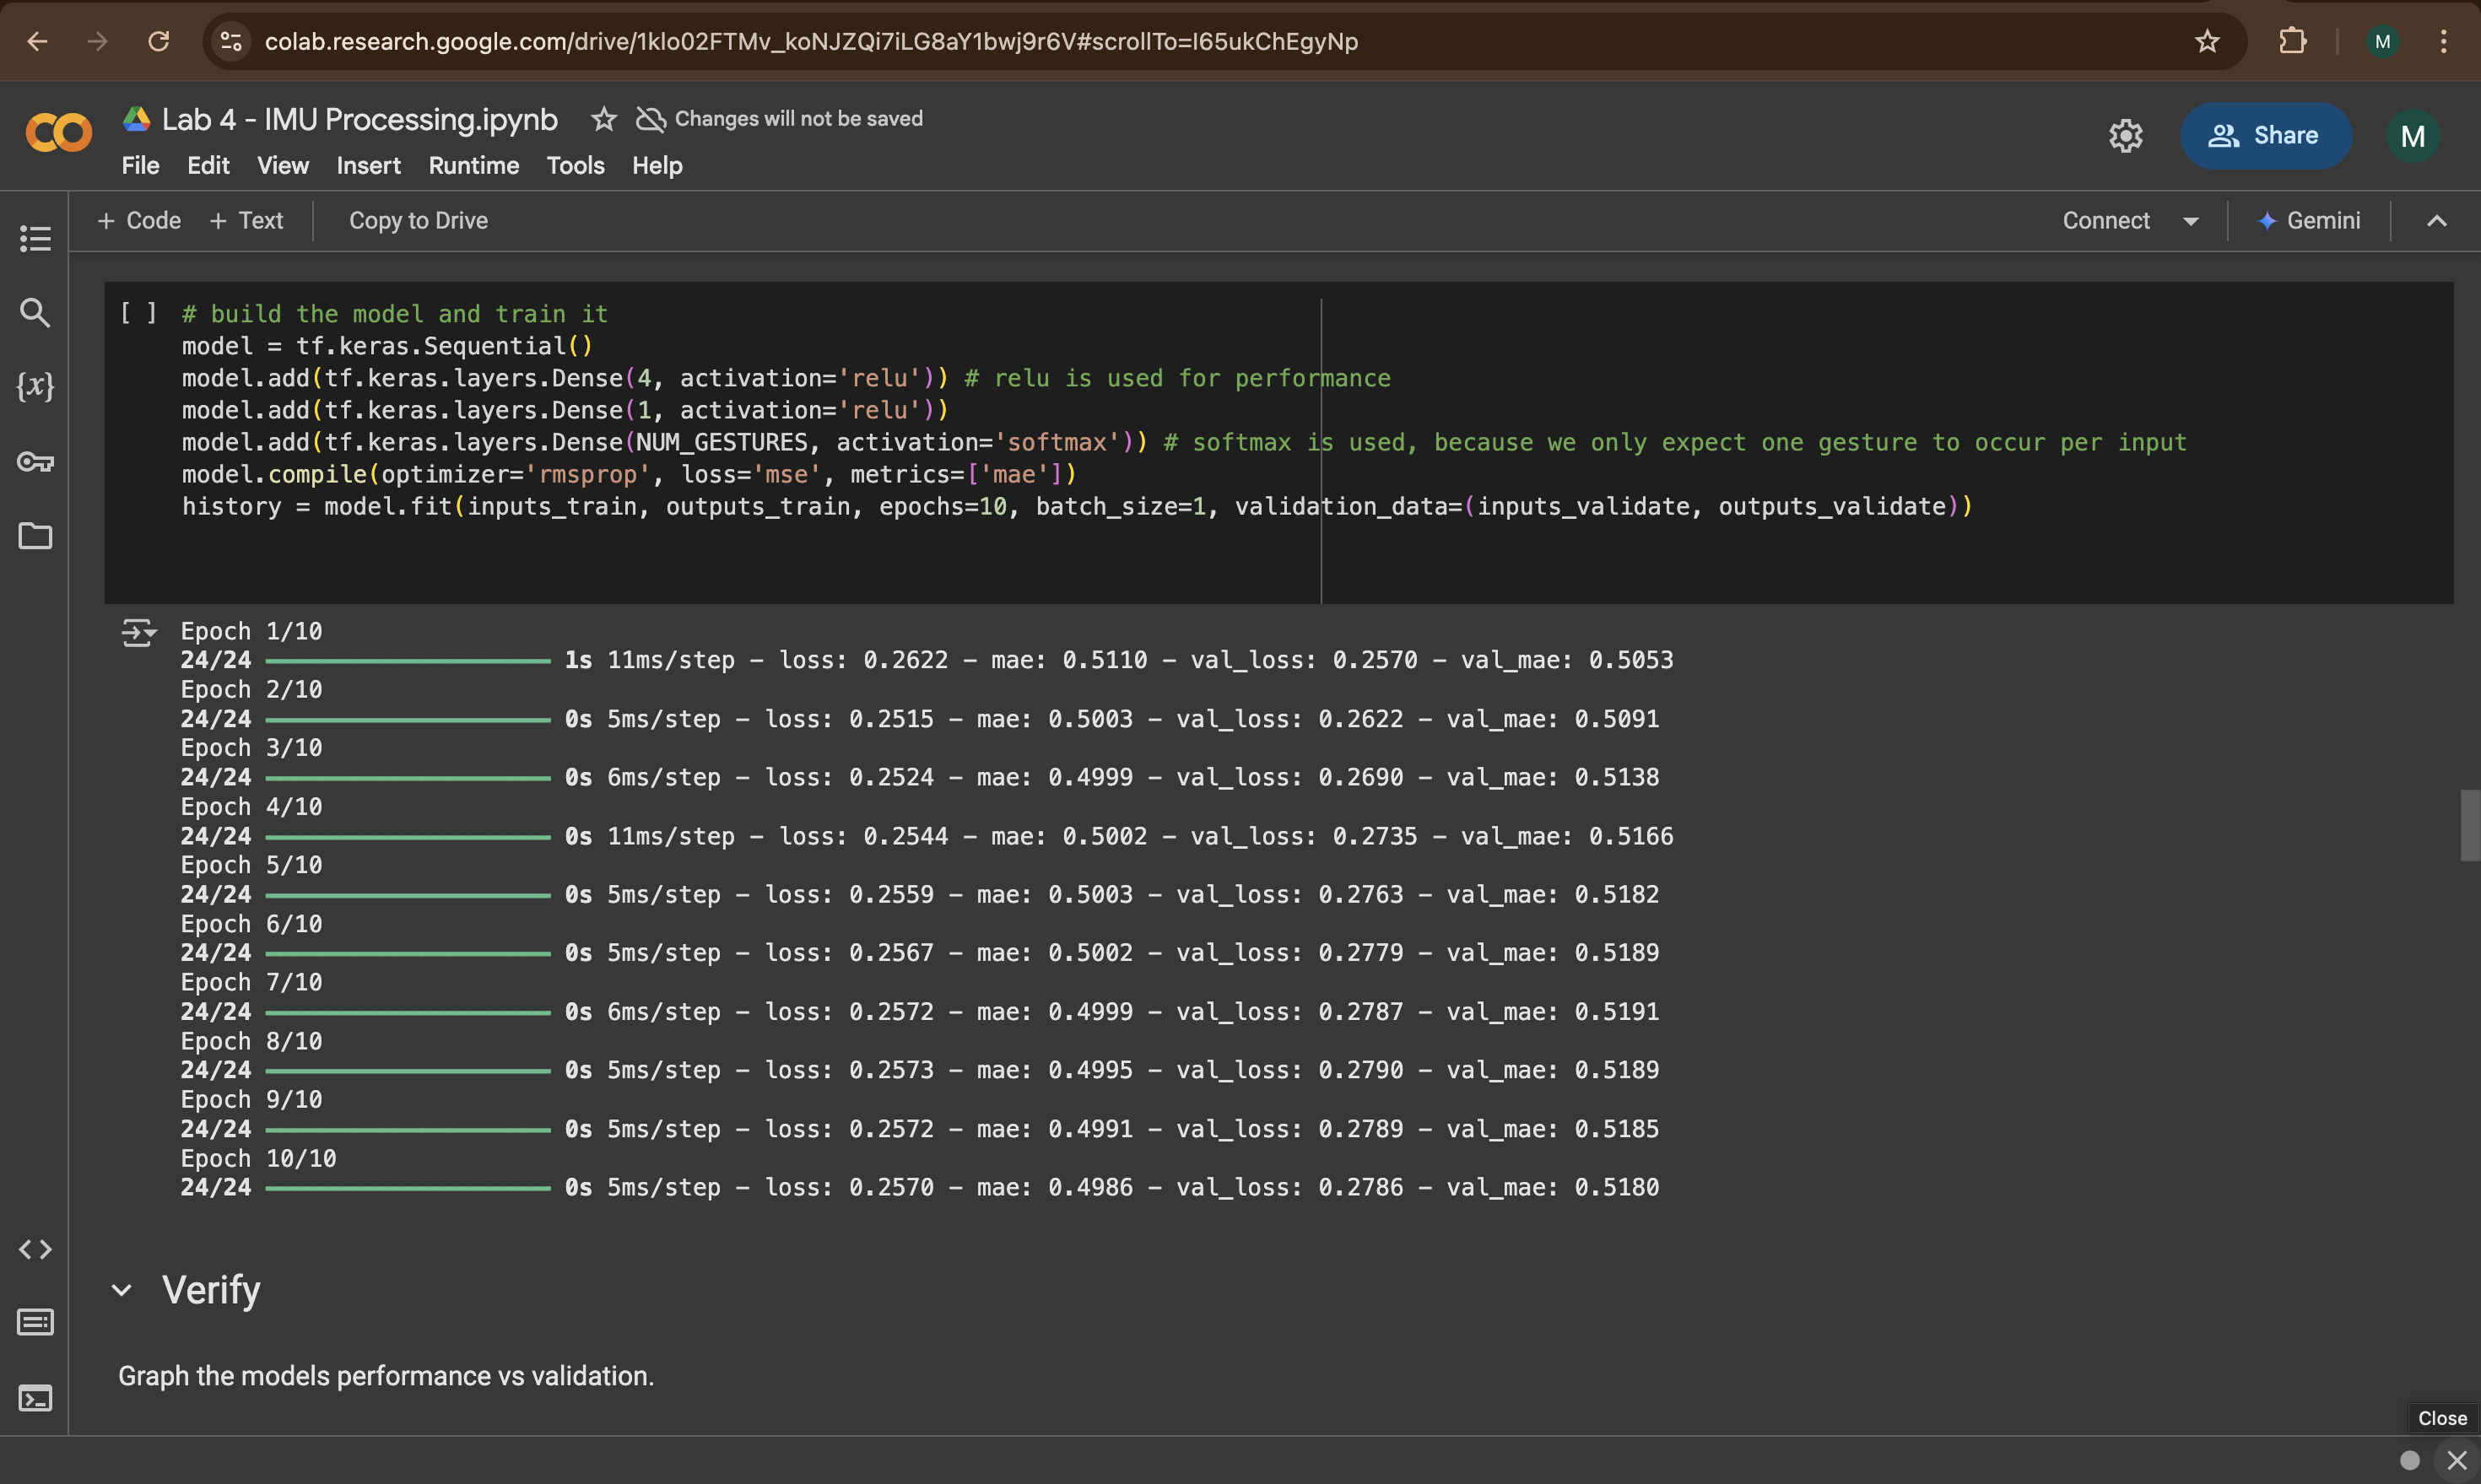 colab.research.google.com/drive/1klo02FTMv_koNJZQi7iLG8aY1bwj9r6V#scrollTo=l65ukChEgyNp
M
Lab 4 - IMU Processing.ipynb
Changes will not be saved
Share
M
File Edit View Insert Runtime Tools Help
+ Code + Text
Copy to Drive
Connect
Gemini
{x}
[ ] # build the model and train it
model = tf.keras.Sequential()
model.add(tf.keras.layers.Dense(4, activation='relu')) # relu is used for performance
model.add(tf.keras.layers.Dense(1, activation='relu'))
model.add(tf.keras.layers.Dense(NUM_GESTURES, activation='softmax')) # softmax is used, because we only expect one gesture to occur per input
model.compile(optimizer='rmsprop', loss='mse', metrics=['mae'])
history = model.fit(inputs_train, outputs_train, epochs=10, batch_size=1, validation_data=(inputs_validate, outputs_validate))
Epoch 1/10
24/24 1s 11ms/step - loss: 0.2622 - mae: 0.5110 - val_loss: 0.2570 - val_mae: 0.5053
Epoch 2/10
24/24 0s 5ms/step - loss: 0.2515 - mae: 0.5003 - val_loss: 0.2622 - val_mae: 0.5091
Epoch 3/10
24/24 0s 6ms/step - loss: 0.2524 - mae: 0.4999 - val_loss: 0.2690 - val_mae: 0.5138
Epoch 4/10
24/24 0s 11ms/step - loss: 0.2544 - mae: 0.5002 - val_loss: 0.2735 - val_mae: 0.5166
Epoch 5/10
24/24 0s 5ms/step - loss: 0.2559 - mae: 0.5003 - val_loss: 0.2763 - val_mae: 0.5182
Epoch 6/10
24/24 0s 5ms/step - loss: 0.2567 - mae: 0.5002 - val_loss: 0.2779 - val_mae: 0.5189
Epoch 7/10
24/24 0s 6ms/step - loss: 0.2572 - mae: 0.4999 - val_loss: 0.2787 - val_mae: 0.5191
Epoch 8/10
24/24 0s 5ms/step - loss: 0.2573 - mae: 0.4995 - val_loss: 0.2790 - val_mae: 0.5189
Epoch 9/10
24/24 0s 5ms/step - loss: 0.2572 - mae: 0.4991 - val_loss: 0.2789 - val_mae: 0.5185
Epoch 10/10
24/24 0s 5ms/step - loss: 0.2570 - mae: 0.4986 - val_loss: 0.2786 - val_mae: 0.5180
Verify
Graph the models performance vs validation.
Close